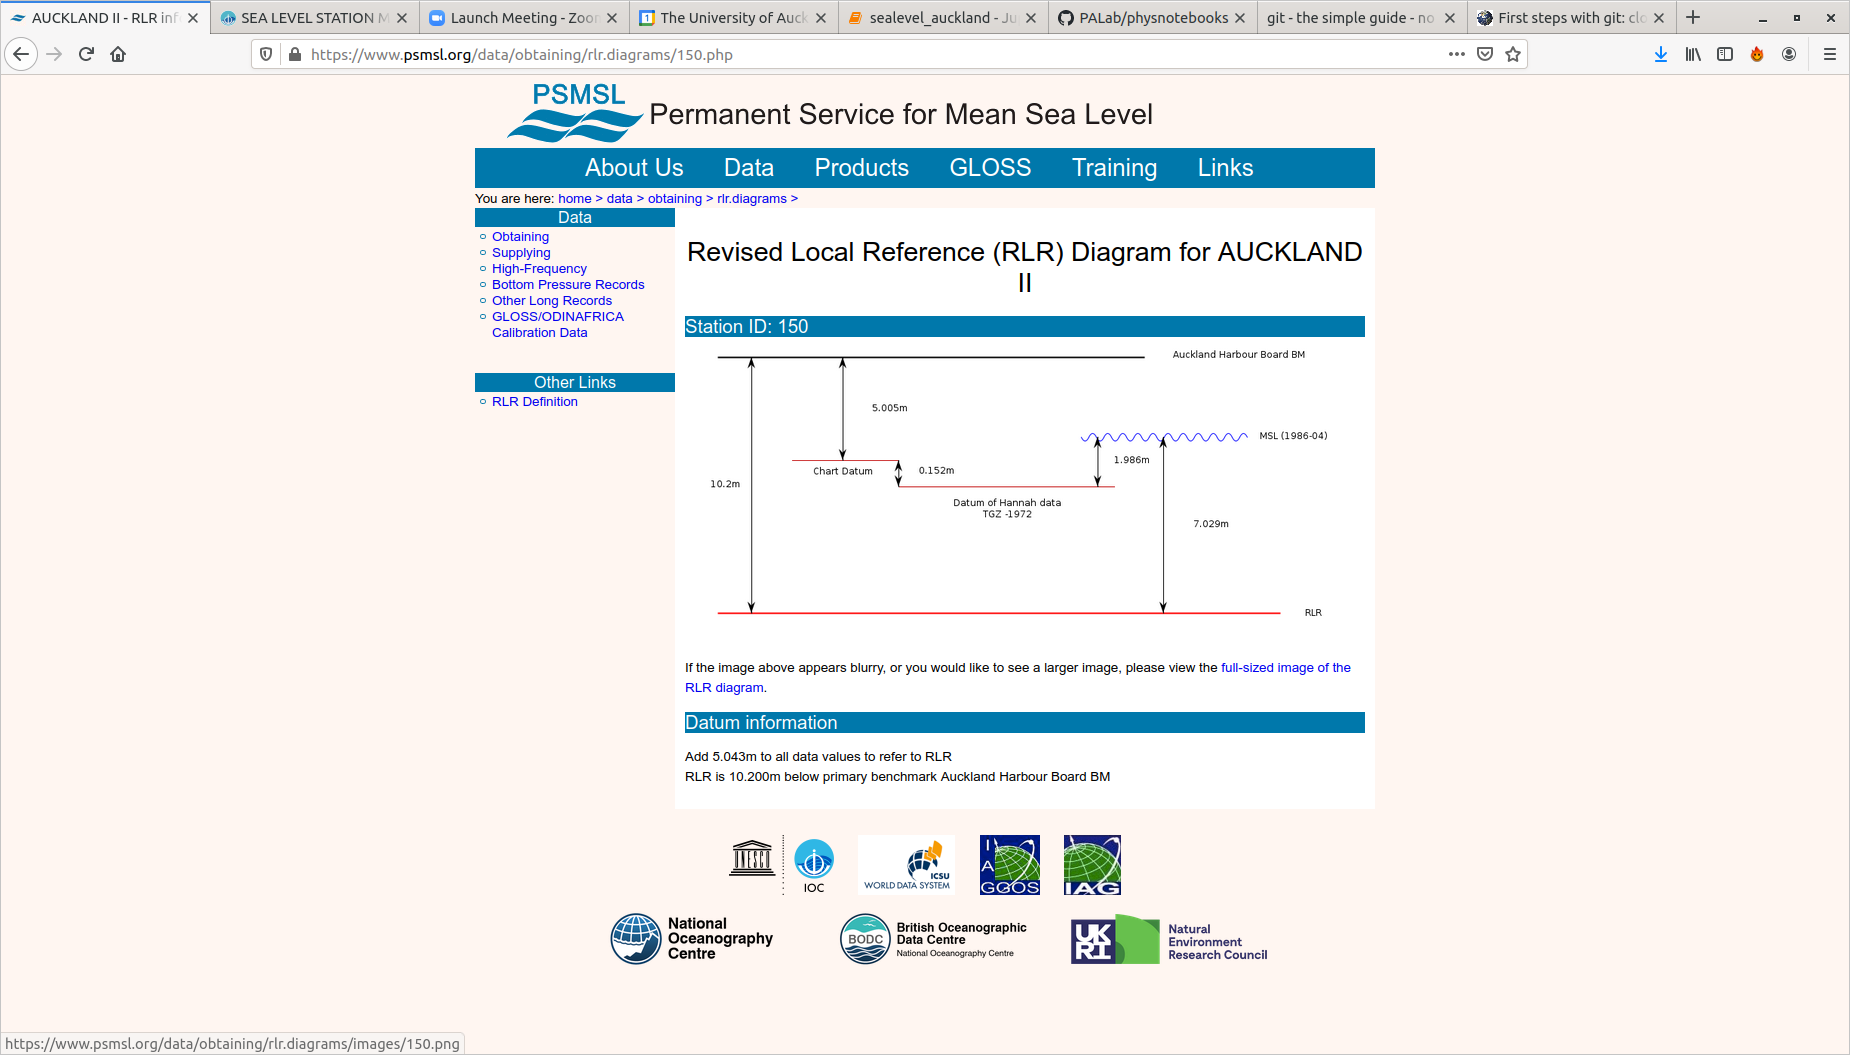 AUCKLAND II - RLR inf
SEA LEVEL STATION M
Launch Meeting - Zoom
The University of Auck
sealevel_auckland - Ju
PALab/physnotebooks
git - the simple guide - no
First steps with git: clo
https://www.psmsl.org/data/obtaining/rlr.diagrams/150.php
PSMSL
Permanent Service for Mean Sea Level
About Us Data Products GLOSS Training Links
You are here: home > data > obtaining > rlr.diagrams >
Data
Obtaining
Supplying
High-Frequency
Bottom Pressure Records
Other Long Records
GLOSS/ODINAFRICA
Calibration Data
Other Links
RLR Definition
Revised Local Reference (RLR) Diagram for AUCKLAND
II
Station ID: 150
Auckland Harbour Board BM
5.005m
MSL (1986-04)
1.986m
Chart Datum
0.152m
10.2m
Datum of Hannah data
TGZ -1972
7.029m
RLR
If the image above appears blurry, or you would like to see a larger image, please view the full-sized image of the
RLR diagram.
Datum information
Add 5.043m to all data values to refer to RLR
RLR is 10.200m below primary benchmark Auckland Harbour Board BM
UNESCO
IOC
ICSU
WORLD DATA SYSTEM
I
A
GGOS
IAG
National
Oceanography
Centre
BODC
British Oceanographic
Data Centre
National Oceanography Centre
UK
RI
Natural
Environment
Research Council
https://www.psmsl.org/data/obtaining/rlr.diagrams/images/150.png